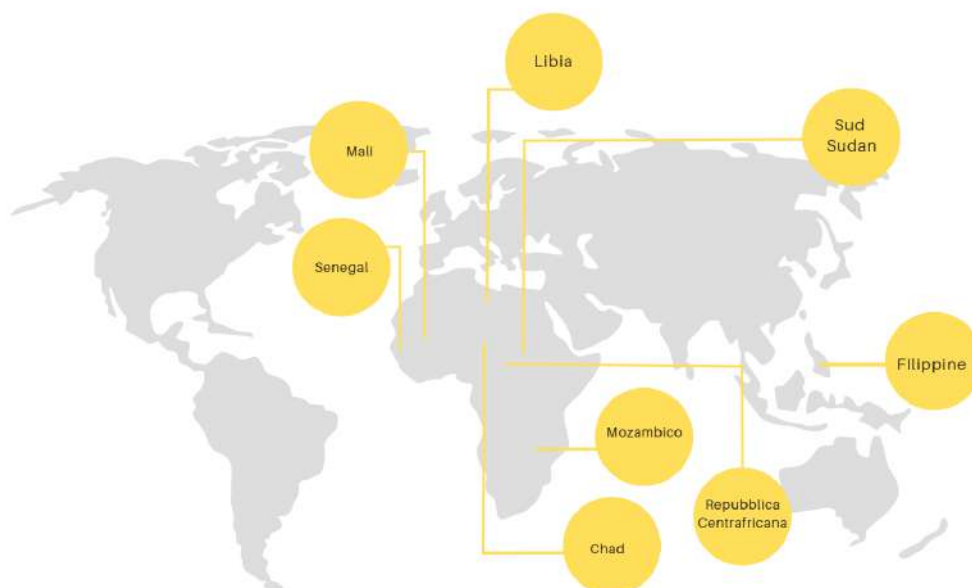 Libia
Sud
Sudan
Mali
Senegal
Filippine
Mozambico
Repubblica
Centrafricana
Chad